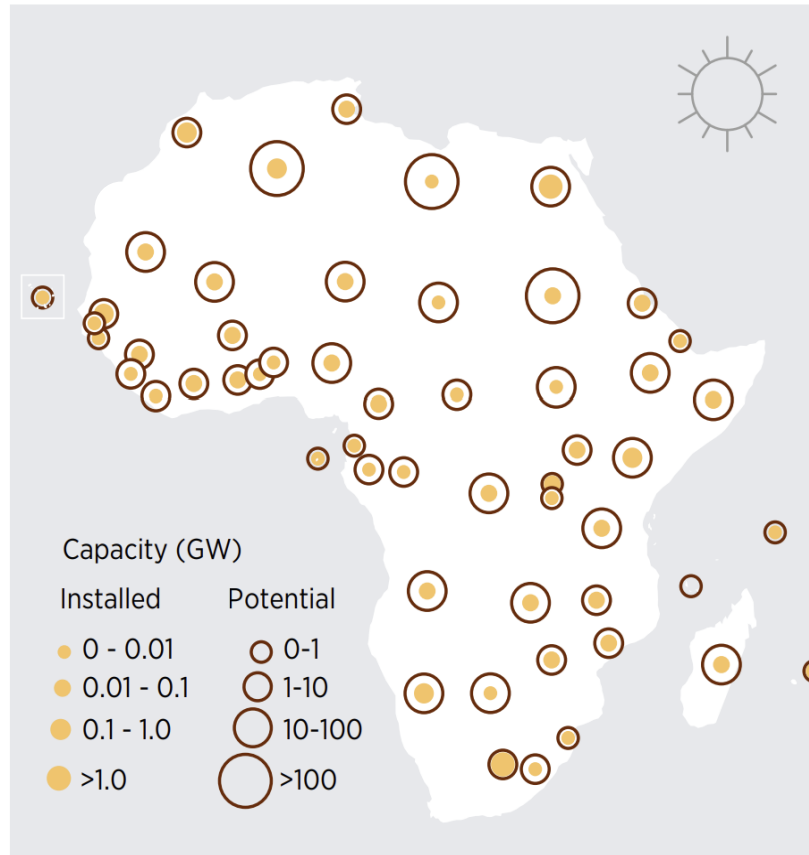 Capacity (GW)
Installed Potential
0 - 0.01 0-1
0.01 - 0.1 1-10
0.1 - 1.0 10-100
>1.0 >100